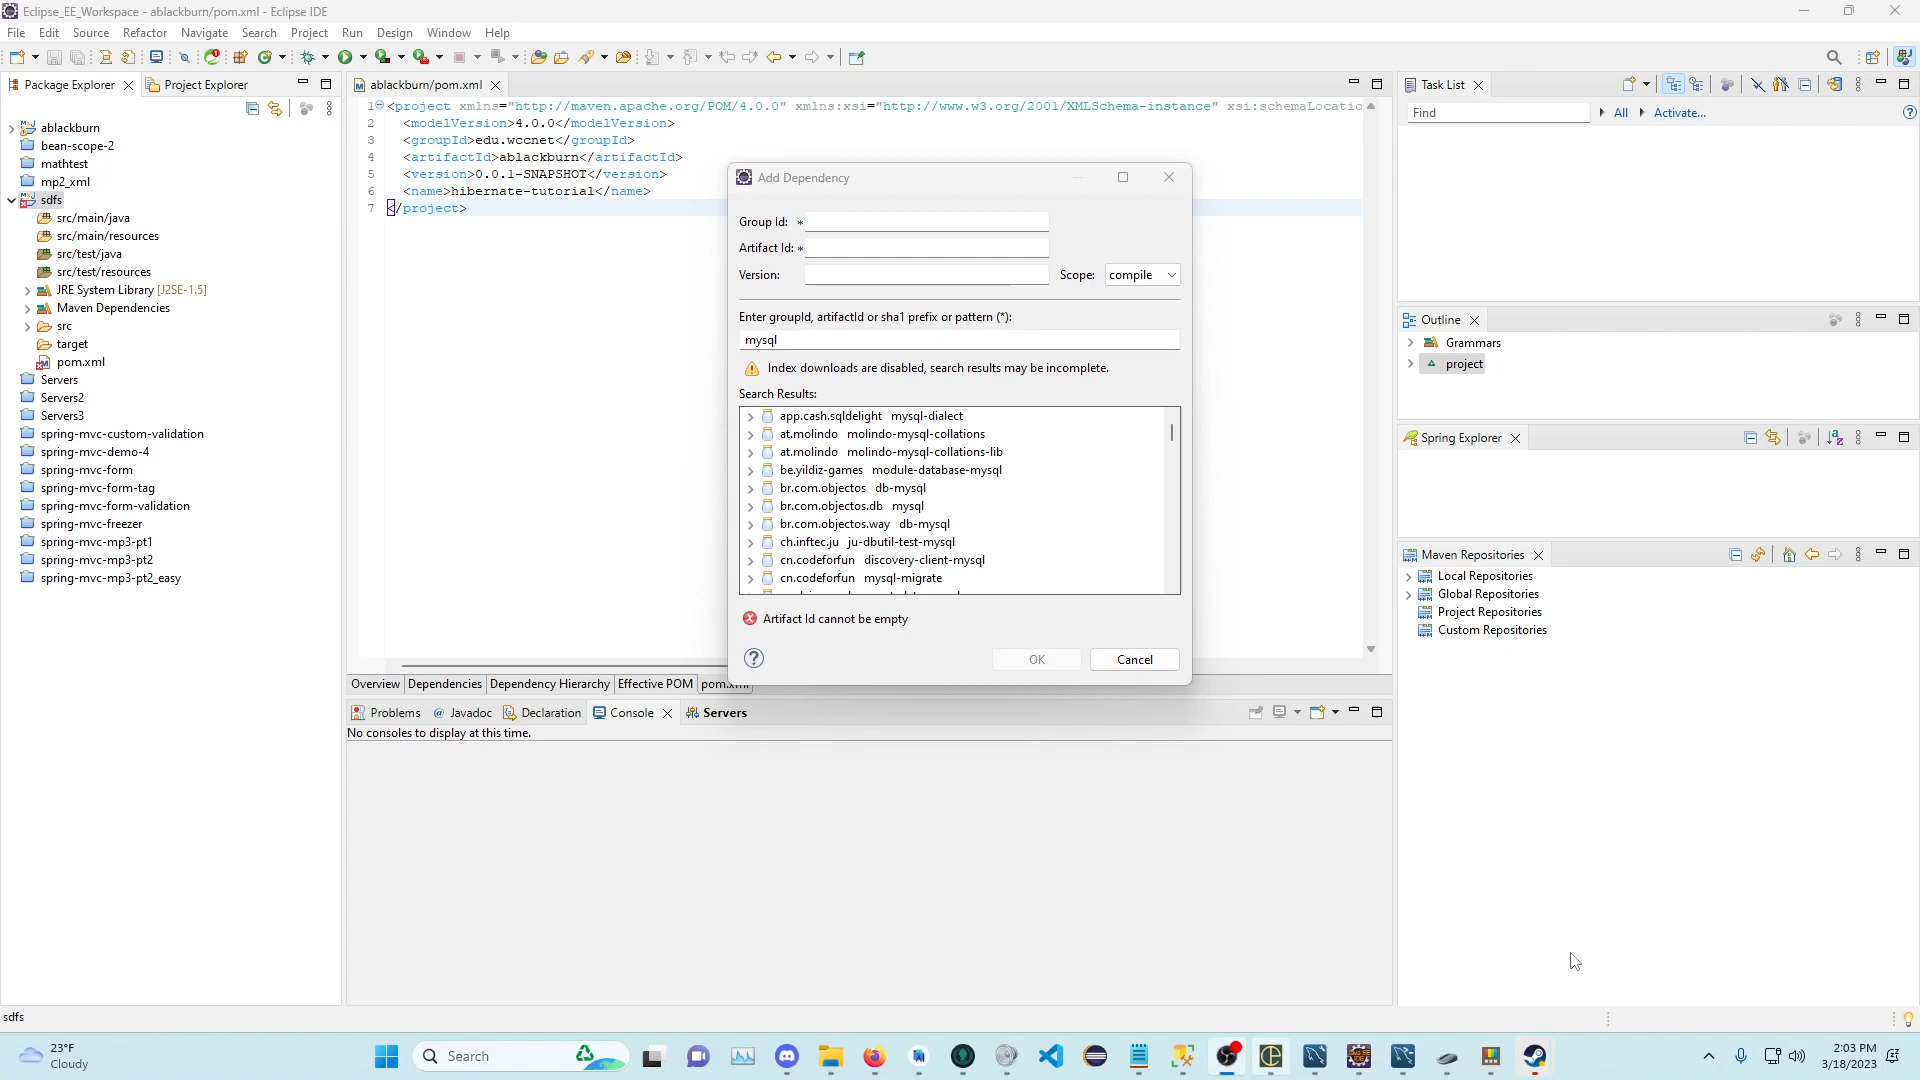 Eclipse_EE_Workspace - ablackburn/pom.xml - Eclipse IDE
File Edit Source Refactor Navigate Search Project Run Design Window Help
Package Explorer Project Explorer
ablackburn
bean-scope-2
mathtest
mp2_xml
sdfs
src/main/java
src/main/resources
src/test/java
src/test/resources
JRE System Library [J2SE-1.5]
Maven Dependencies
src
target
pom.xml
Servers
Servers2
Servers3
spring-mvc-custom-validation
spring-mvc-demo-4
spring-mvc-form
spring-mvc-form-tag
spring-mvc-form-validation
spring-mvc-freezer
spring-mvc-mp3-pt1
spring-mvc-mp3-pt2
spring-mvc-mp3-pt2_easy
ablackburn/pom.xml
1 <project xmlns="http://maven.apache.org/POM/4.0.0" xmlns:xsi="http://www.w3.org/2001/XMLSchema-instance" xsi:schemaLocatio
2 <modelVersion>4.0.0</modelVersion>
3 <groupId>edu.wccnet</groupId>
4 <artifactId>ablackburn</artifactId>
5 <version>0.0.1-SNAPSHOT</version>
6 <name>hibernate-tutorial</name>
7 </project>
Add Dependency
Group Id: *
Artifact Id: *
Version: Scope: compile
Enter groupId, artifactId or sha1 prefix or pattern (*):
mysql
Index downloads are disabled, search results may be incomplete.
Search Results:
app.cash.sqldelight mysql-dialect
at.molindo molindo-mysql-collations
at.molindo molindo-mysql-collations-lib
be.yildiz-games module-database-mysql
br.com.objectos db-mysql
br.com.objectos.db mysql
br.com.objectos.way db-mysql
ch.inftec.ju ju-dbutil-test-mysql
cn.codeforfun discovery-client-mysql
cn.codeforfun mysql-migrate
Artifact Id cannot be empty
? OK Cancel
Overview Dependencies Dependency Hierarchy Effective POM pom.xml
Problems @ Javadoc Declaration Console Servers
No consoles to display at this time.
Task List
Find All Activate...
Outline
Grammars
project
Spring Explorer
Maven Repositories
Local Repositories
Global Repositories
Project Repositories
Custom Repositories
sdfs
23°F
Cloudy
Search
2:03 PM
3/18/2023